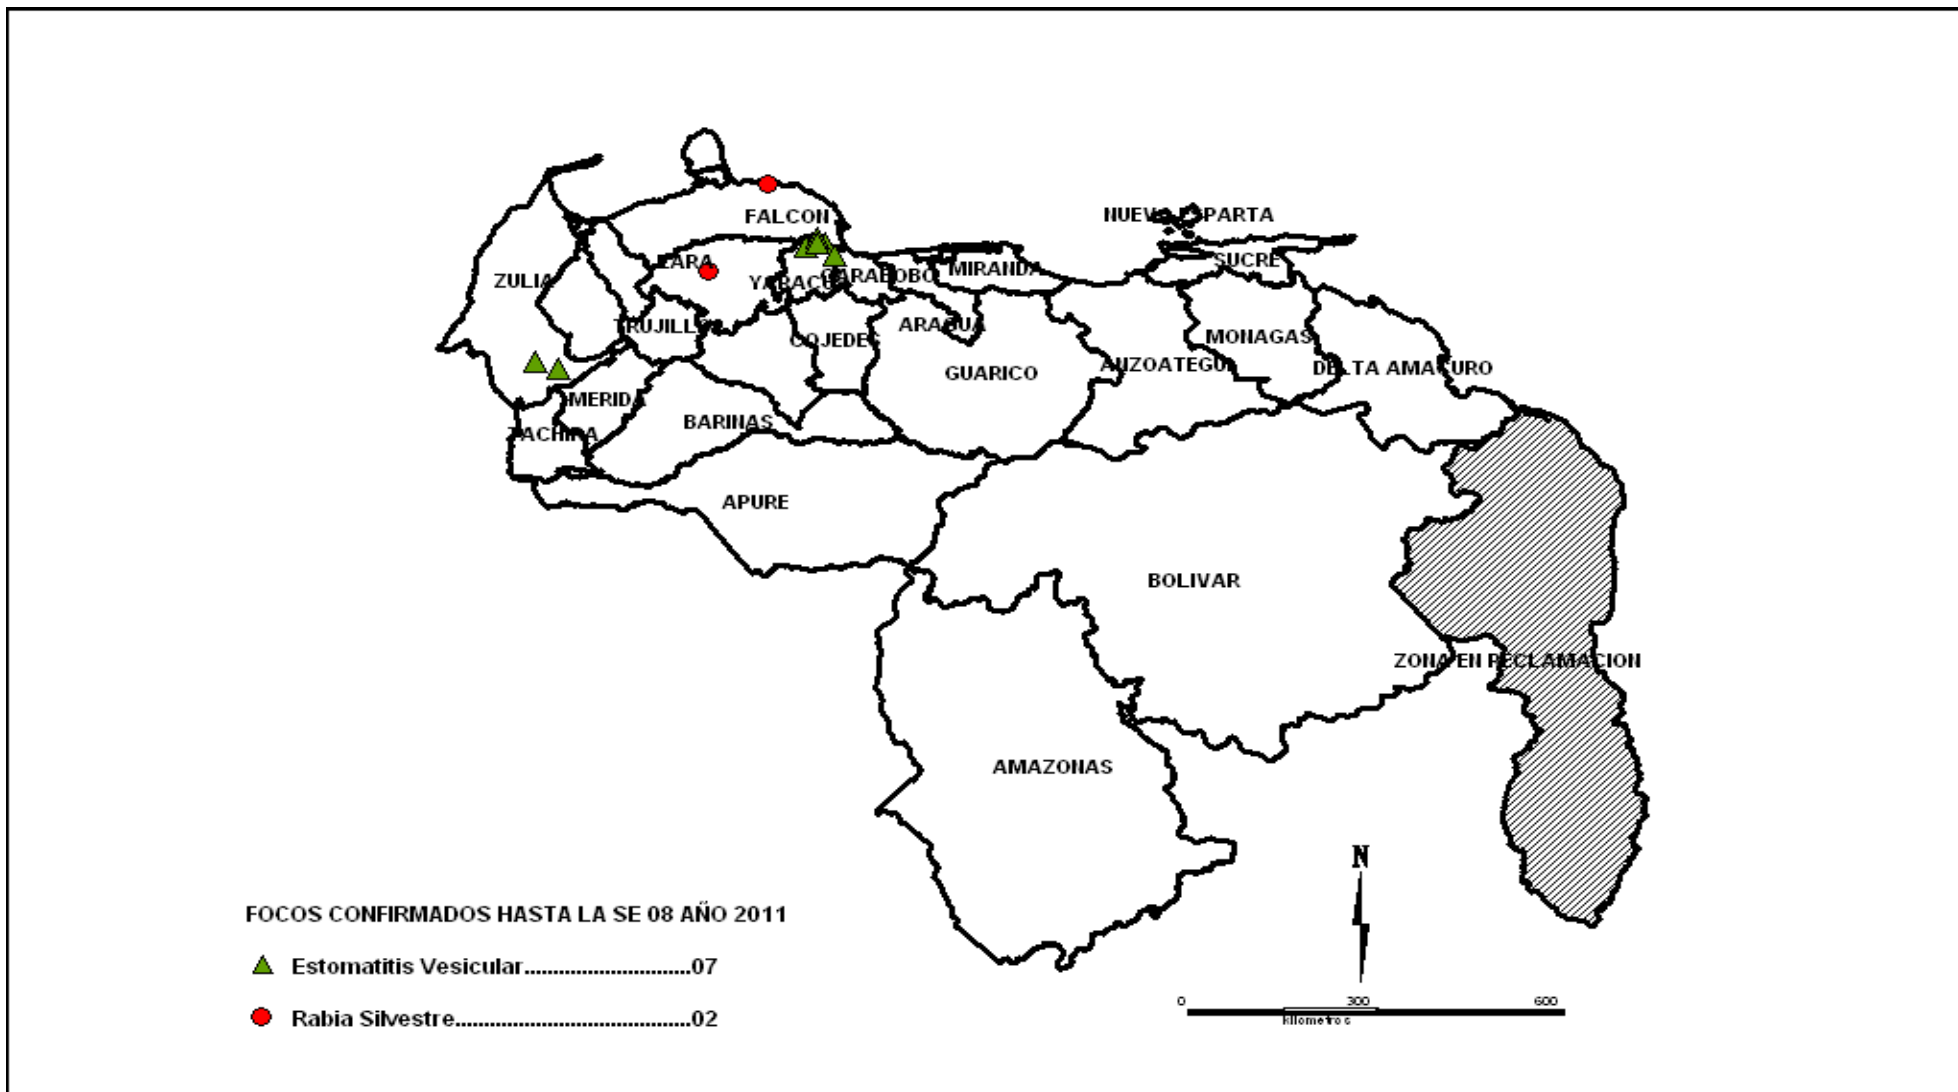 NUEVA ESPARTA
FALCON
LARA
ZULIA
YARACUY
CARABOBO
MIRANDA
SUCRE
TRUJILLO
COJEDES
ARAGUA
MONAGAS
GUARICO
ANZOATEGUI
DELTA AMACURO
MERIDA
BARINAS
TACHIRA
APURE
BOLIVAR
ZONA EN RECLAMACION
AMAZONAS
N
FOCOS CONFIRMADOS HASTA LA SE 08 AÑO 2011
Estomatitis Vesicular.............................07
Rabia Silvestre.........................................02
0 300 600
kilometros